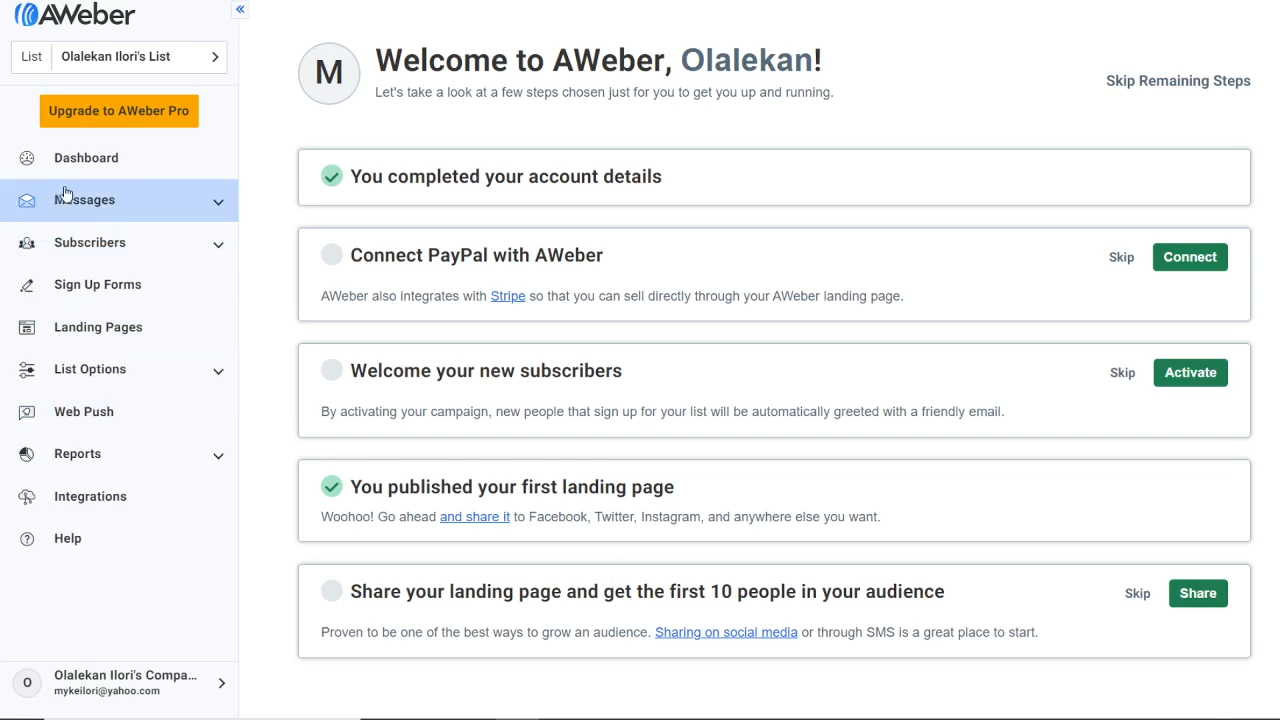 AWeber
«
List Olalekan Ilori's List
Upgrade to AWeber Pro
Dashboard
Messages
Subscribers
Sign Up Forms
Landing Pages
List Options
Web Push
Reports
Integrations
Help
O
Olalekan Ilori's Compa...
mykeilori@yahoo.com
M
Welcome to AWeber, Olalekan!
Let's take a look at a few steps chosen just for you to get you up and running.
Skip Remaining Steps
You completed your account details
Connect PayPal with AWeber
Skip Connect
AWeber also integrates with Stripe so that you can sell directly through your AWeber landing page.
Welcome your new subscribers
Skip Activate
By activating your campaign, new people that sign up for your list will be automatically greeted with a friendly email.
You published your first landing page
Woohoo! Go ahead and share it to Facebook, Twitter, Instagram, and anywhere else you want.
Share your landing page and get the first 10 people in your audience
Skip Share
Proven to be one of the best ways to grow an audience. Sharing on social media or through SMS is a great place to start.